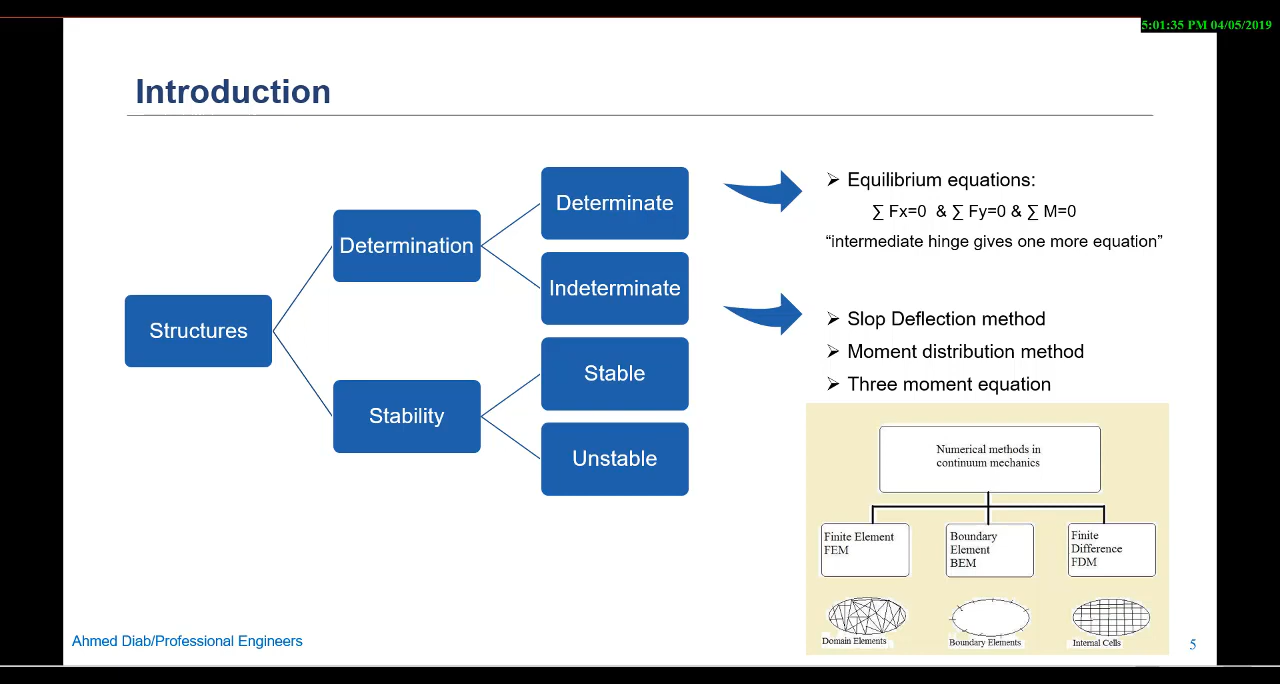 5:01:35 PM 04/05/2019
Introduction
Structures
Determination
Stability
Determinate
Indeterminate
Stable
Unstable
➢ Equilibrium equations:
∑ Fx=0 & ∑ Fy=0 & ∑ M=0
“intermediate hinge gives one more equation”
➢ Slop Deflection method
➢ Moment distribution method
➢ Three moment equation
Numerical methods in
continuum mechanics
Finite Element
FEM
Boundary
Element
BEM
Finite
Difference
FDM
Domain Elements
Boundary Elements
Internal Cells
Ahmed Diab/Professional Engineers
5